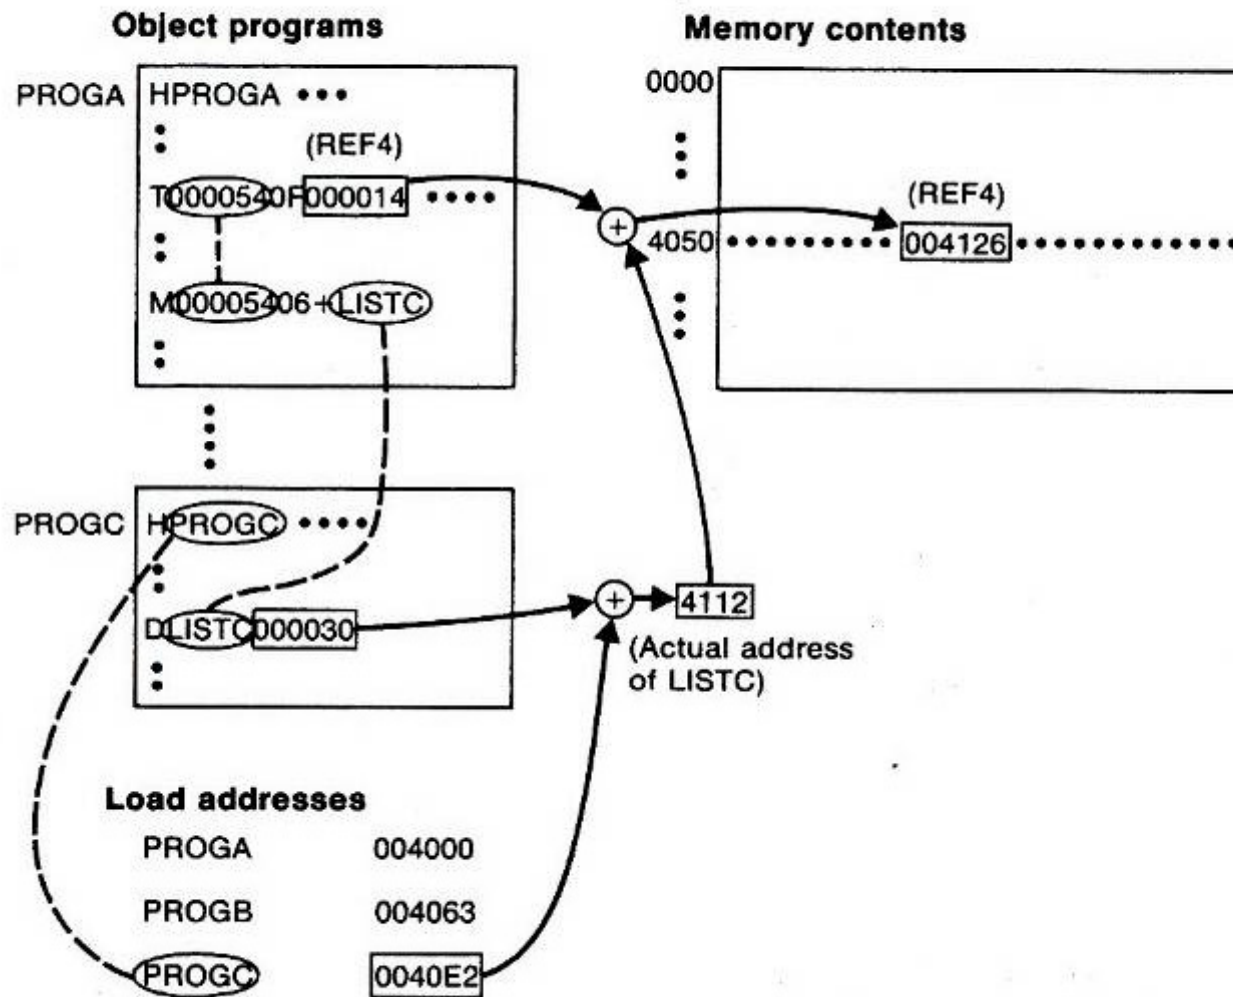 Object programs
PROGA
HPROGA •••
(REF4)
T0000540F000014 ••••
M00005406+LISTC
PROGC
HPROGC ••••
DLISTC000030
Load addresses
PROGA 004000
PROGB 004063
PROGC 0040E2
+
4112
(Actual address
of LISTC)
+
Memory contents
0000
(REF4)
4050 •••••••••• 004126 •••••••••••••